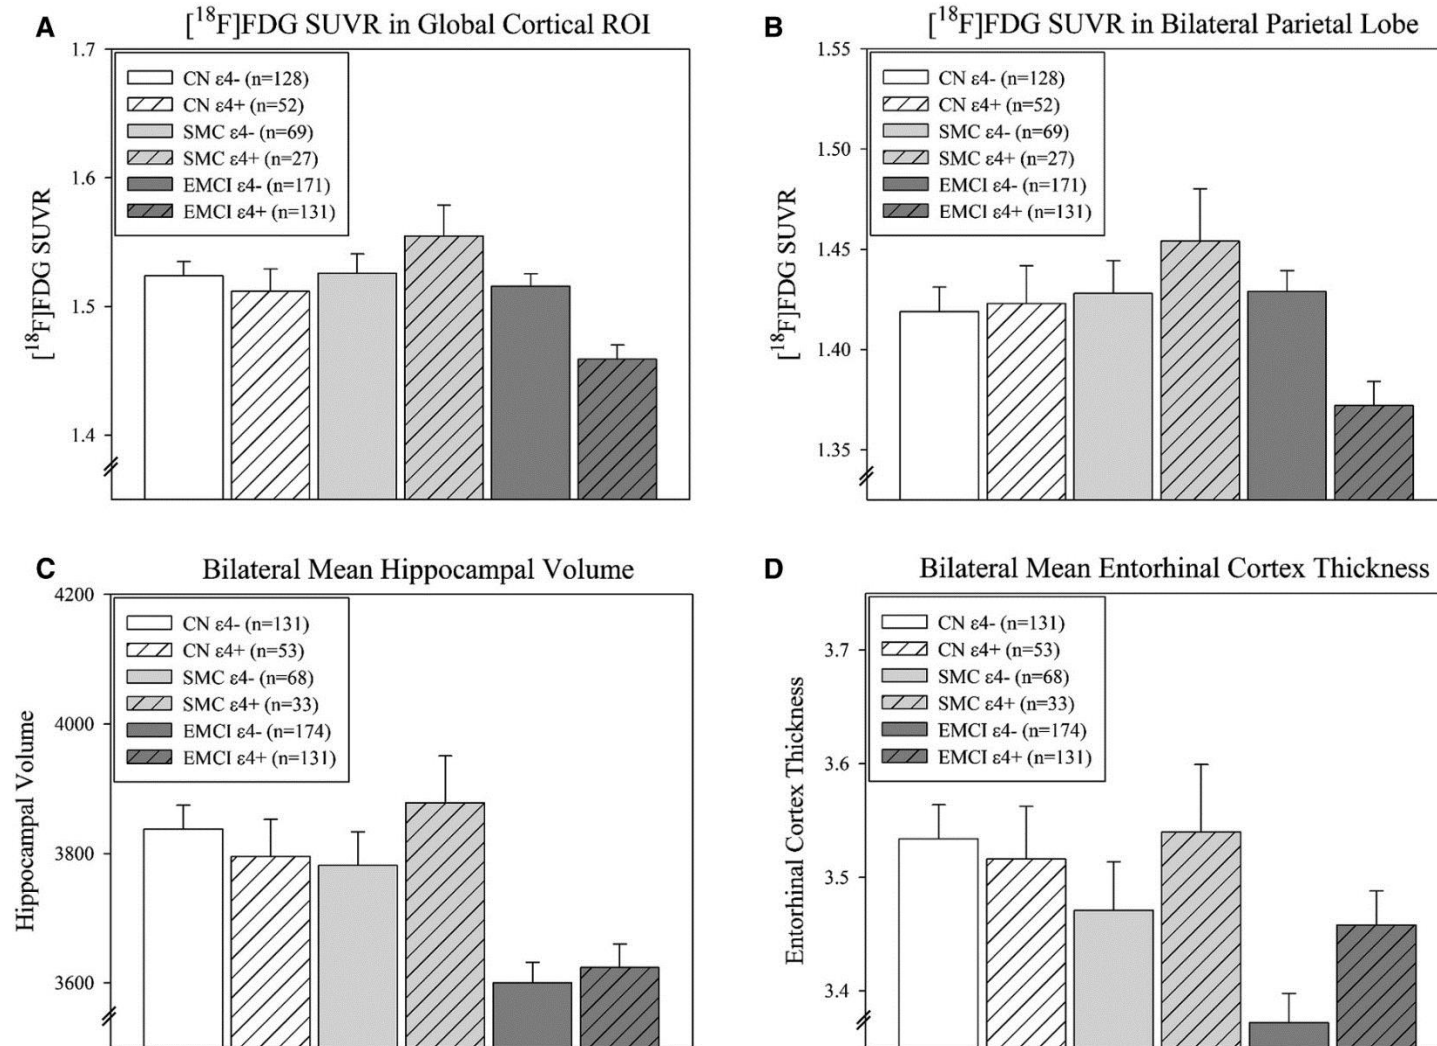 A
[18F]FDG SUVR in Global Cortical ROI
1.7
1.6
1.5
1.4
[18F]FDG SUVR
CN ε4- (n=128)
CN ε4+ (n=52)
SMC ε4- (n=69)
SMC ε4+ (n=27)
EMCI ε4- (n=171)
EMCI ε4+ (n=131)
B
[18F]FDG SUVR in Bilateral Parietal Lobe
1.55
1.50
1.45
1.40
1.35
[18F]FDG SUVR
CN ε4- (n=128)
CN ε4+ (n=52)
SMC ε4- (n=69)
SMC ε4+ (n=27)
EMCI ε4- (n=171)
EMCI ε4+ (n=131)
C
Bilateral Mean Hippocampal Volume
4200
4000
3800
3600
Hippocampal Volume
CN ε4- (n=131)
CN ε4+ (n=53)
SMC ε4- (n=68)
SMC ε4+ (n=33)
EMCI ε4- (n=174)
EMCI ε4+ (n=131)
D
Bilateral Mean Entorhinal Cortex Thickness
3.7
3.6
3.5
3.4
Entorhinal Cortex Thickness
CN ε4- (n=131)
CN ε4+ (n=53)
SMC ε4- (n=68)
SMC ε4+ (n=33)
EMCI ε4- (n=174)
EMCI ε4+ (n=131)